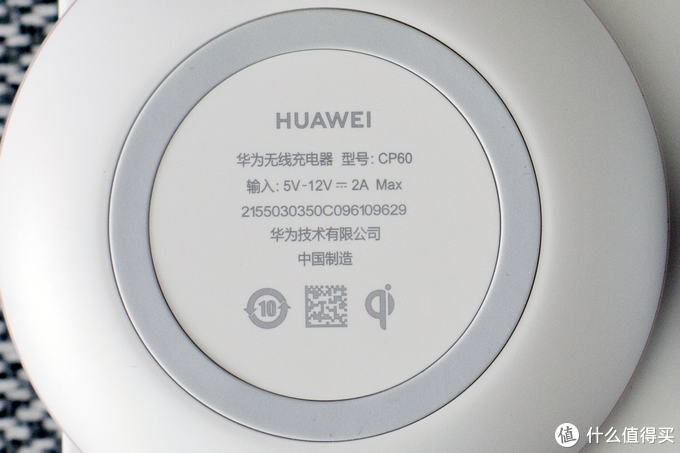 HUAWEI
华为无线充电器 型号: CP60
输入: 5V-12V⎓2A Max
2155030350C096109629
华为技术有限公司
中国制造
10
qi
值 什么值得买